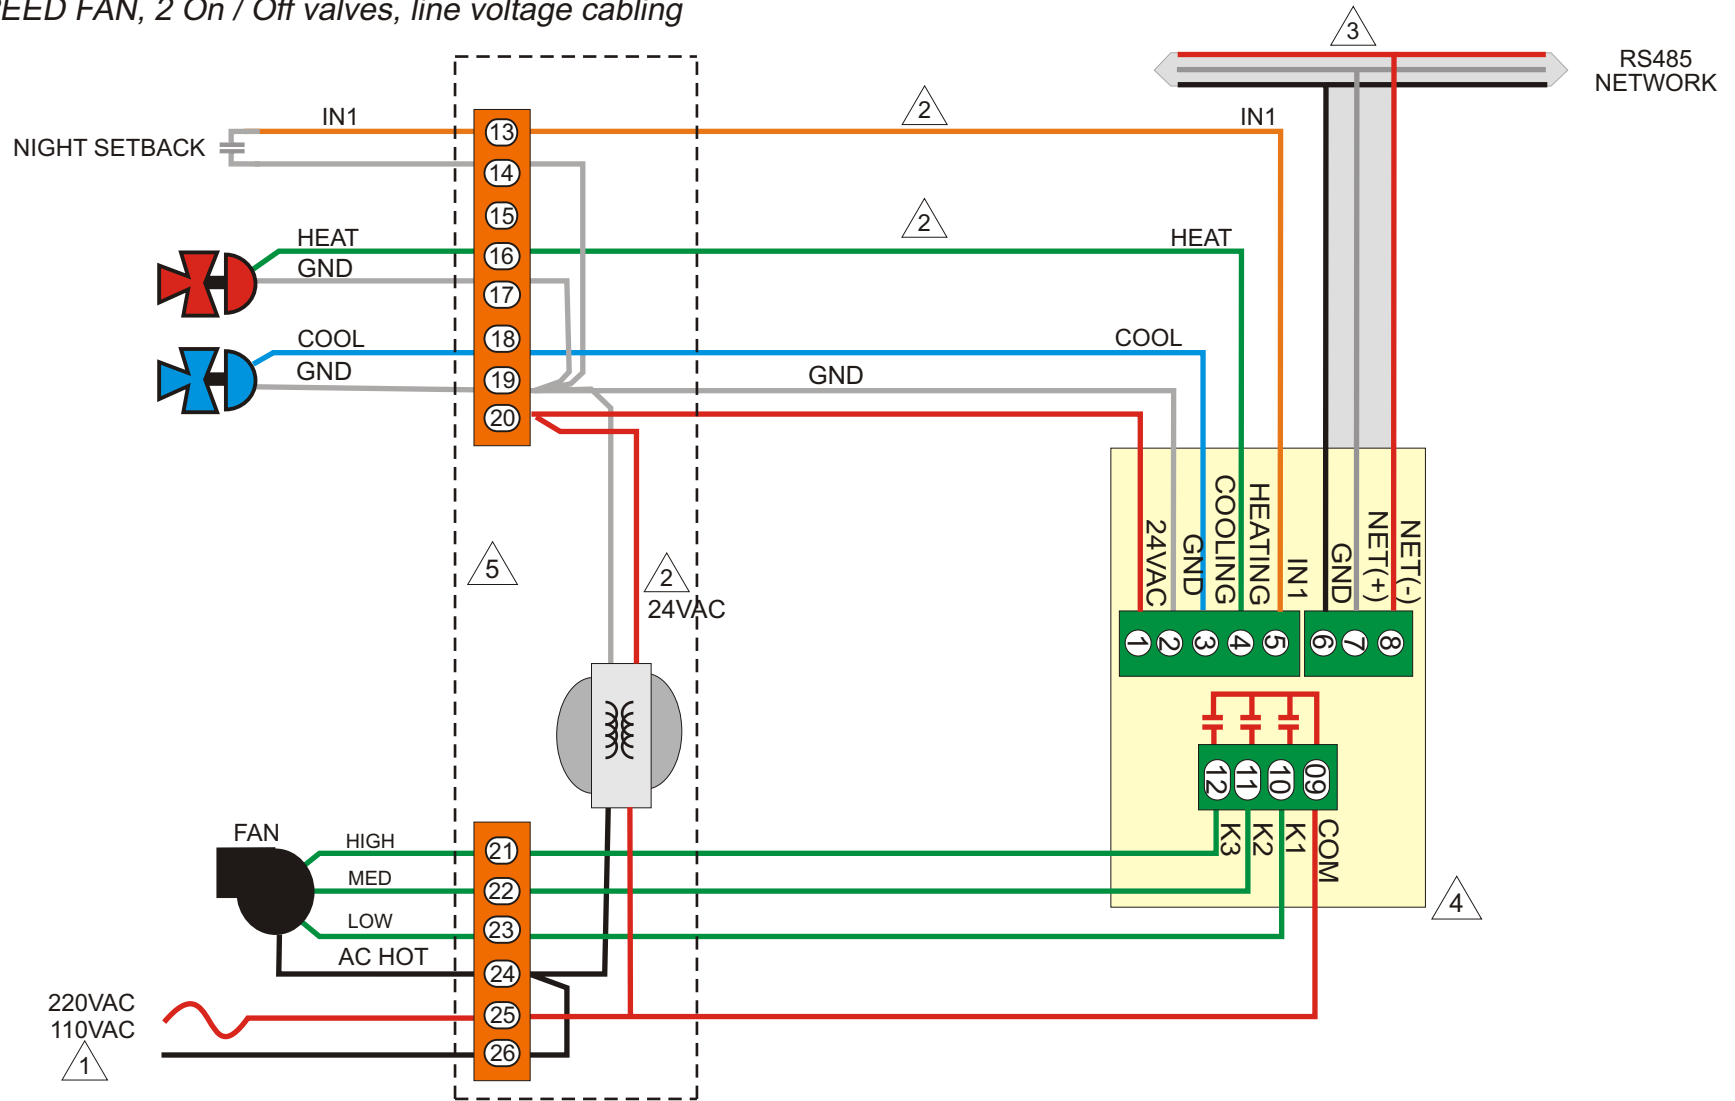 EED FAN, 2 On / Off valves, line voltage cabling
3
RS485
NETWORK
IN1
2
IN1
NIGHT SETBACK
13
14
15
HEAT
2
HEAT
16
GND
17
COOL
18
COOL
GND
19
GND
20
24VAC
GND
COOLING
HEATING
IN1
GND
NET(+)
NET(-)
5
2
24VAC
1
2
3
4
5
6
7
8
12
11
10
09
K3
K2
K1
COM
4
FAN
HIGH
21
MED
22
LOW
23
AC HOT
24
220VAC
110VAC
25
1
26